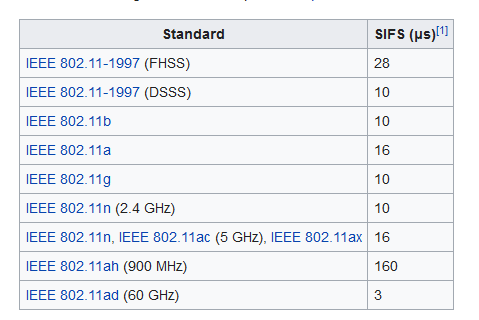 Standard SIFS (µs)[1]
IEEE 802.11-1997 (FHSS) 28
IEEE 802.11-1997 (DSSS) 10
IEEE 802.11b 10
IEEE 802.11a 16
IEEE 802.11g 10
IEEE 802.11n (2.4 GHz) 10
IEEE 802.11n, IEEE 802.11ac (5 GHz), IEEE 802.11ax 16
IEEE 802.11ah (900 MHz) 160
IEEE 802.11ad (60 GHz) 3